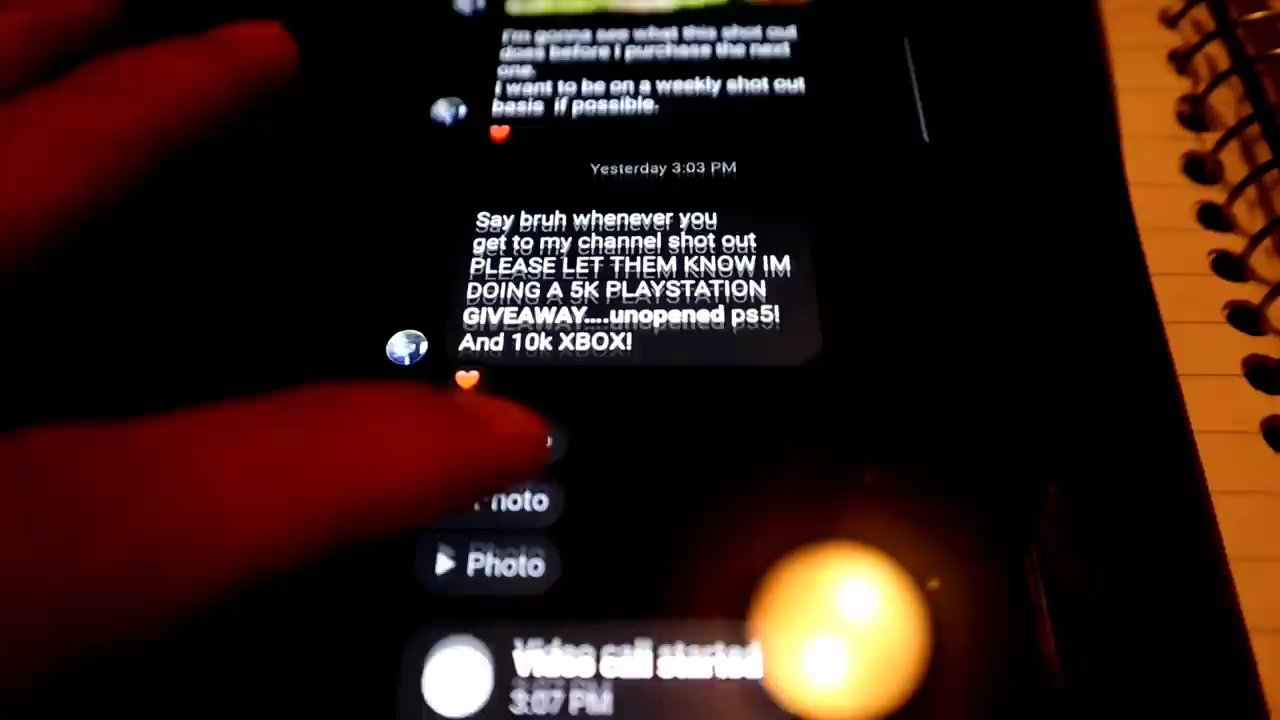 I'm gonna see what this shot out
does before I purchase the next
one.
I want to be on a weekly shot out
basis if possible.
Yesterday 3:03 PM
Say bruh whenever you
get to my channel shot out
PLEASE LET THEM KNOW IM
DOING A 5K PLAYSTATION
GIVEAWAY....unopened ps5!
And 10k XBOX!
Photo
Photo
Video call started
3:07 PM